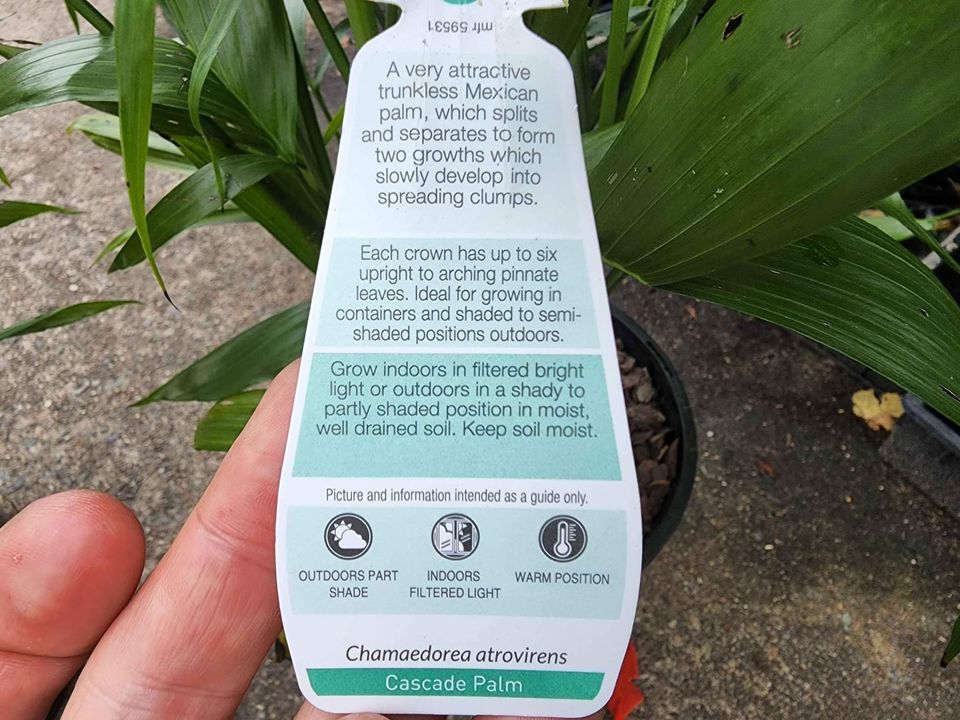 mfr 59531
A very attractive
trunkless Mexican
palm, which splits
and separates to form
two growths which
slowly develop into
spreading clumps.
Each crown has up to six
upright to arching pinnate
leaves. Ideal for growing in
containers and shaded to semi-
shaded positions outdoors.
Grow indoors in filtered bright
light or outdoors in a shady to
partly shaded position in moist,
well drained soil. Keep soil moist.
Picture and information intended as a guide only.
OUTDOORS PART
SHADE
INDOORS
FILTERED LIGHT
WARM POSITION
Chamaedorea atrovirens
Cascade Palm